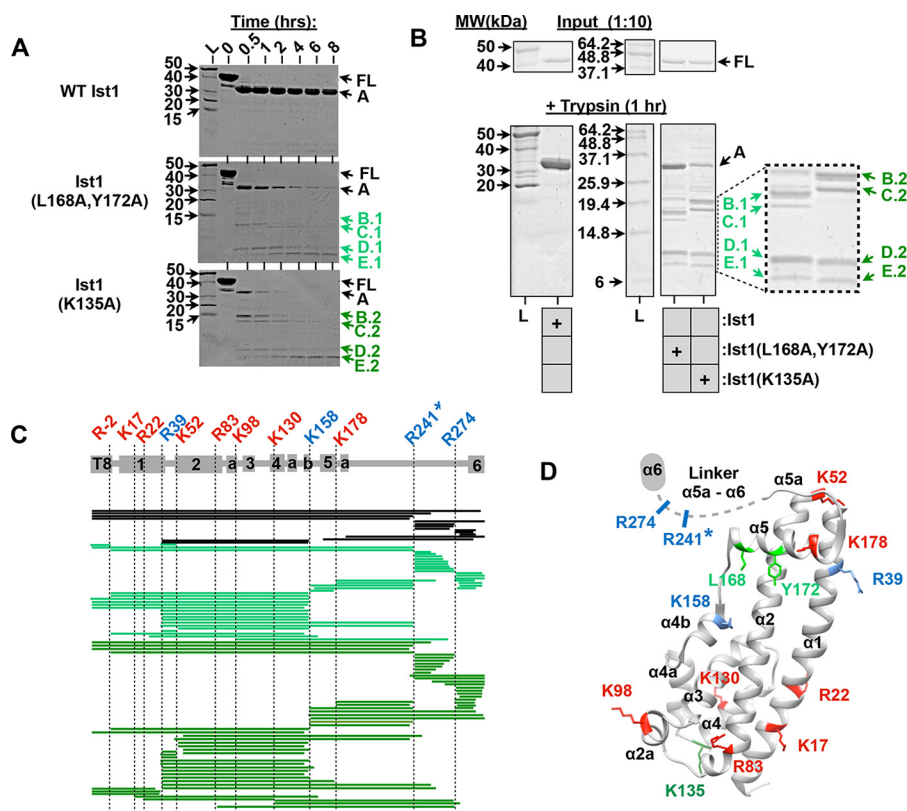 A
Time (hrs):
L 0 0.5 1 2 4 6 8
WT Ist1
50
40
30
20
15
FL
A
Ist1
(L168A,Y172A)
50
40
30
20
15
FL
A
B.1
C.1
D.1
E.1
Ist1
(K135A)
50
40
30
20
15
FL
A
B.2
C.2
D.2
E.2
B
MW(kDa) Input (1:10)
50
40
64.2
48.8
37.1
FL
+ Trypsin (1 hr)
50
40
30
20
64.2
48.8
37.1
25.9
19.4
14.8
6
A
B.1
C.1
D.1
E.1
B.2
C.2
D.2
E.2
L L
+ :Ist1
+ :Ist1(L168A,Y172A)
+ :Ist1(K135A)
C
R-2 K17 R22 R39 K52 R83 K98 K130 K158 K178 R241* R274
T8 1 2 a 3 4 a b 5 a 6
D
α6
Linker
α5a - α6
α5a
K52
R274
R241*
α5
K178
L168
Y172
R39
K158
α2
α4b
α1
α4a
K130
K98
α3
R22
α4
K17
α2a
R83
K135